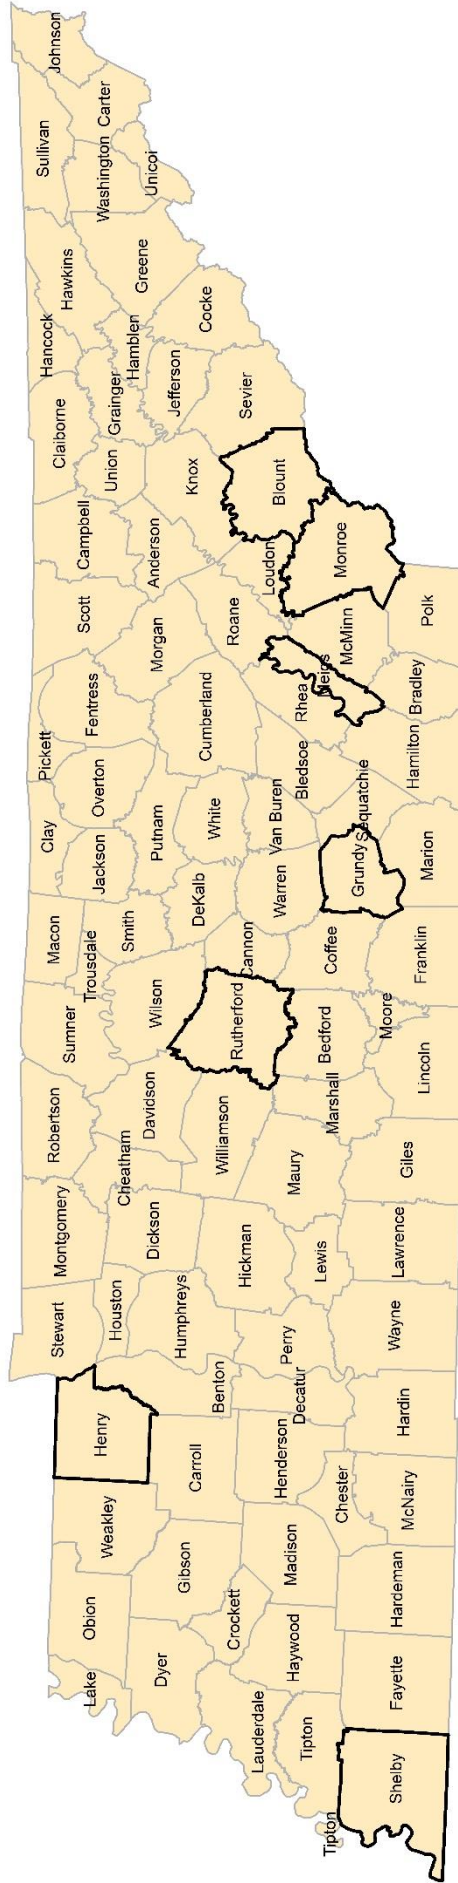 Johnson
Carter
Sullivan
Washington
Unicoi
Hawkins
Greene
Hancock
Hamblen
Cocke
Grainger
Jefferson
Claiborne
Sevier
Union
Knox
Blount
Campbell
Anderson
Loudon
Monroe
Scott
Morgan
Roane
McMinn
Polk
Meigs
Rhea
Fentress
Cumberland
Bradley
Pickett
Bledsoe
Hamilton
Overton
Clay
White
Van Buren
Sequatchie
Putnam
Jackson
Grundy
Marion
Warren
DeKalb
Macon
Smith
Trousdale
Cannon
Coffee
Franklin
Wilson
Rutherford
Sumner
Bedford
Moore
Lincoln
Marshall
Davidson
Robertson
Williamson
Cheatham
Maury
Giles
Montgomery
Dickson
Hickman
Lewis
Lawrence
Stewart
Houston
Humphreys
Perry
Wayne
Decatur
Benton
Hardin
Henry
Carroll
Henderson
Chester
McNairy
Weakley
Gibson
Madison
Hardeman
Obion
Crockett
Haywood
Dyer
Lake
Fayette
Lauderdale
Tipton
Shelby
Tipton